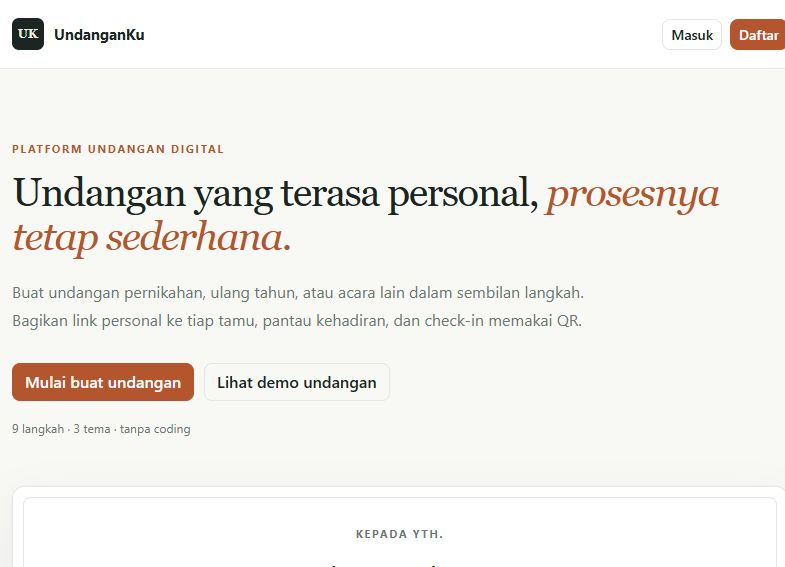 UK UndanganKu Masuk Daftar
PLATFORM UNDANGAN DIGITAL
Undangan yang terasa personal, prosesnya
tetap sederhana.
Buat undangan pernikahan, ulang tahun, atau acara lain dalam sembilan langkah.
Bagikan link personal ke tiap tamu, pantau kehadiran, dan check-in memakai QR.
Mulai buat undangan Lihat demo undangan
9 langkah · 3 tema · tanpa coding
KEPADA YTH.